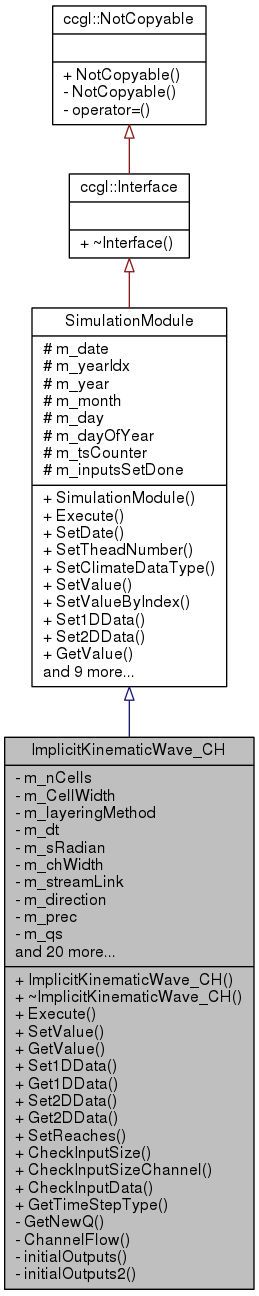 ccgl::NotCopyable
+ NotCopyable()
- NotCopyable()
- operator=()
ccgl::Interface
+ ~Interface()
SimulationModule
# m_date
# m_yearIdx
# m_year
# m_month
# m_day
# m_dayOfYear
# m_tsCounter
# m_inputsSetDone
+ SimulationModule()
+ Execute()
+ SetDate()
+ SetTheadNumber()
+ SetClimateDataType()
+ SetValue()
+ SetValueByIndex()
+ Set1DData()
+ Set2DData()
+ GetValue()
and 9 more...
ImplicitKinematicWave_CH
- m_nCells
- m_CellWidth
- m_layeringMethod
- m_dt
- m_sRadian
- m_chWidth
- m_streamLink
- m_direction
- m_prec
- m_qs
and 20 more...
+ ImplicitKinematicWave_CH()
+ ~ImplicitKinematicWave_CH()
+ Execute()
+ SetValue()
+ GetValue()
+ Set1DData()
+ Get1DData()
+ Set2DData()
+ Get2DData()
+ SetReaches()
+ CheckInputSize()
+ CheckInputSizeChannel()
+ CheckInputData()
+ GetTimeStepType()
- GetNewQ()
- ChannelFlow()
- initialOutputs()
- initialOutputs2()